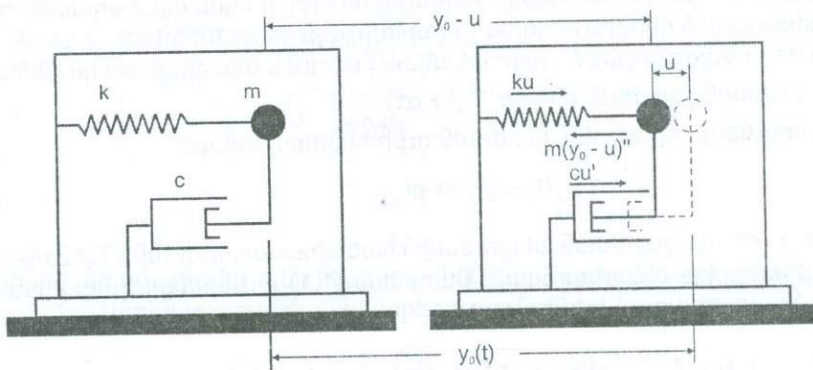 y₀ - u
k
m
c
ku
u
m(y₀ - u)"
cu'
y₀(t)